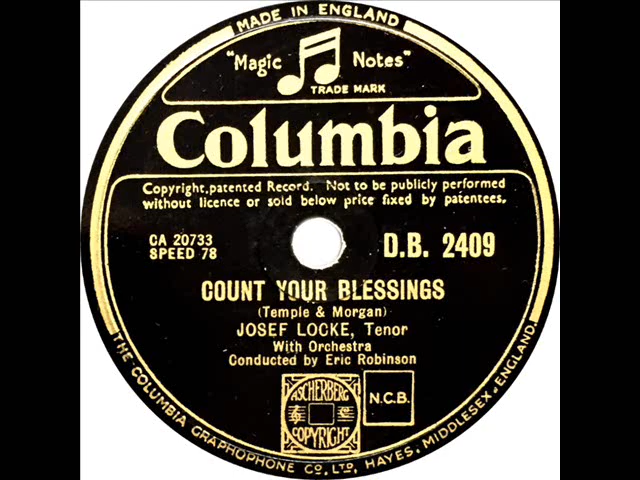 MADE IN ENGLAND
"Magic Notes"
TRADE MARK
Columbia
Copyright, patented Record. Not to be publicly performed
without licence or sold below price fixed by patentees.
CA 20733
SPEED 78
D.B. 2409
COUNT YOUR BLESSINGS
(Temple & Morgan)
JOSEF LOCKE, Tenor
With Orchestra
Conducted by Eric Robinson
ASCHERBERG
COPYRIGHT
N.C.B.
THE COLUMBIA GRAPHOPHONE CO., LTD, HAYES, MIDDLESEX, ENGLAND.